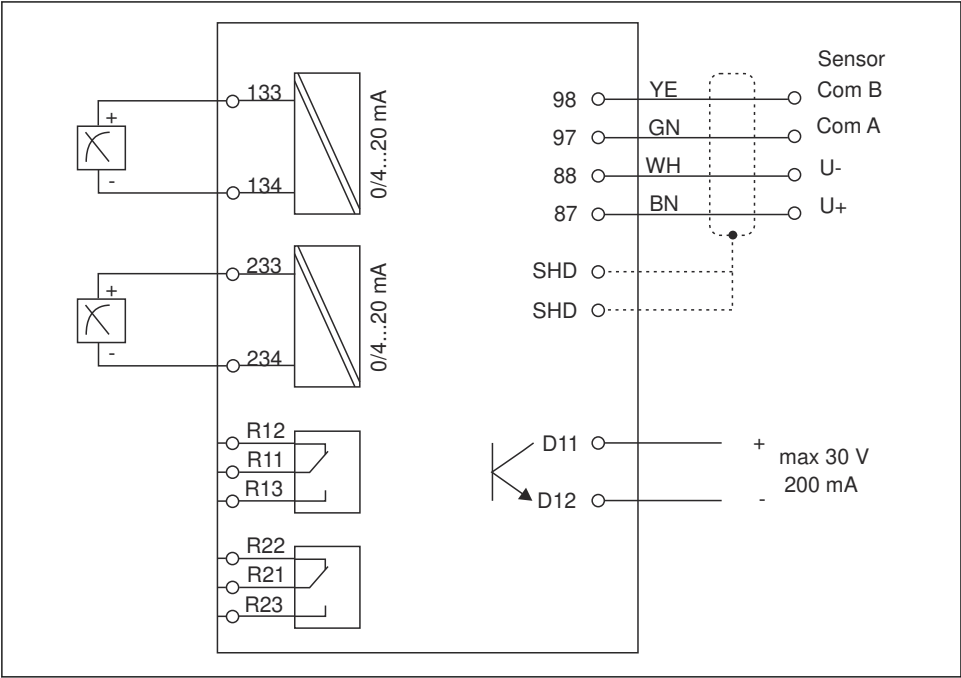 133
+
-
134
0/4...20 mA
233
+
-
234
0/4...20 mA
R12
R11
R13
R22
R21
R23
Sensor
98 YE Com B
97 GN Com A
88 WH U-
87 BN U+
SHD
SHD
D11 +
max 30 V
200 mA
D12 -